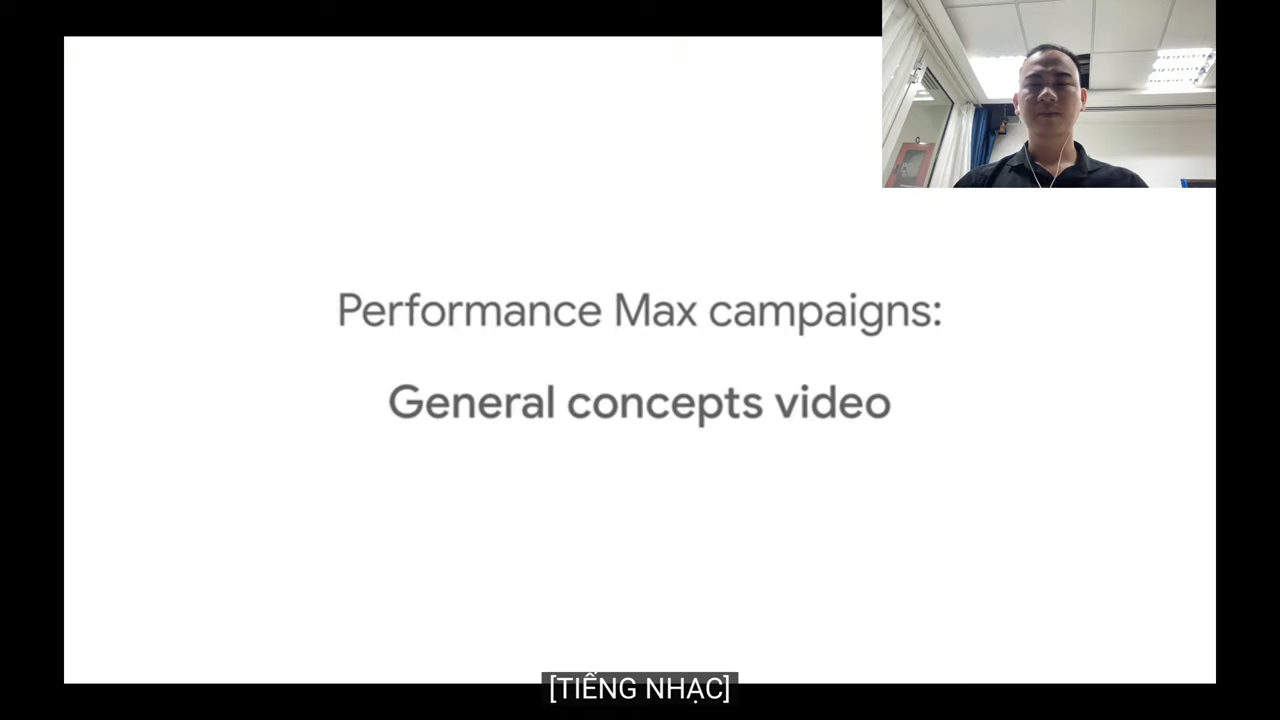 Performance Max campaigns:
General concepts video
[TIẾNG NHẠC]